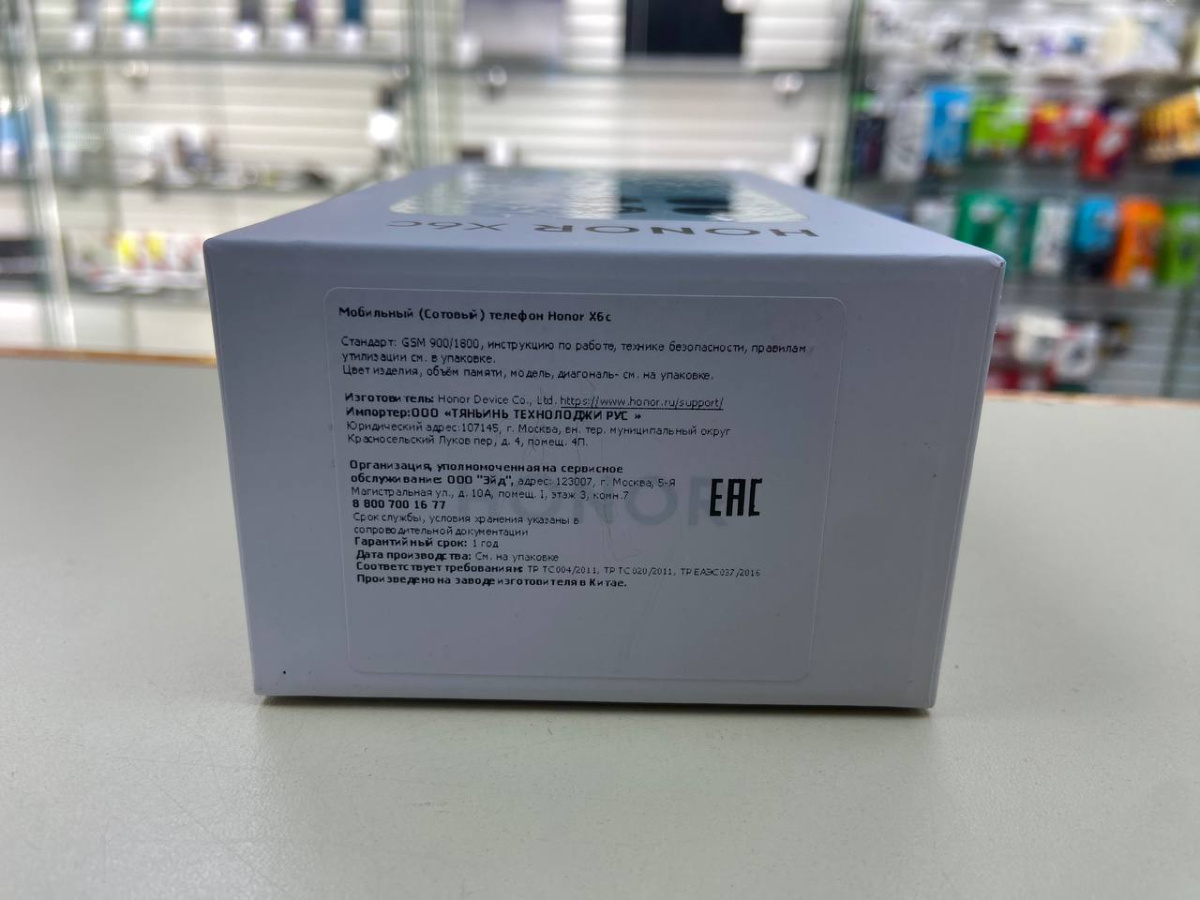 HONOR X6c
Мобильный (Сотовый) телефон Honor X6c
Стандарт: GSM 900/1800, инструкцию по работе, технике безопасности, правилам
утилизации см. в упаковке.
Цвет изделия, объём памяти, модель, диагональ- см. на упаковке.
Изготовитель: Honor Device Co., Ltd. https://www.honor.ru/support/
Импортер:ООО «ТЯНЬИНЬ ТЕХНОЛОДЖИ РУС »
Юридический адрес:107145, г. Москва, вн. тер. муниципальный округ
Красносельский Луков пер, д. 4, помещ. 4П.
Организация, уполномоченная на сервисное
обслуживание: ООО "Эйд", адрес: 123007, г. Москва, 5-Я
Магистральная ул., д. 10А, помещ. 1, этаж 3, комн.7
8 800 700 16 77
Срок службы, условия хранения указаны в
сопроводительной документации
Гарантийный срок: 1 год
Дата производства: См. на упаковке
Соответствует требованиям: ТР ТС 004/2011, ТР ТС 020/2011, ТР ЕАЭС 037/2016
Произведено на заводе изготовителя в Китае.
HONOR
EAC